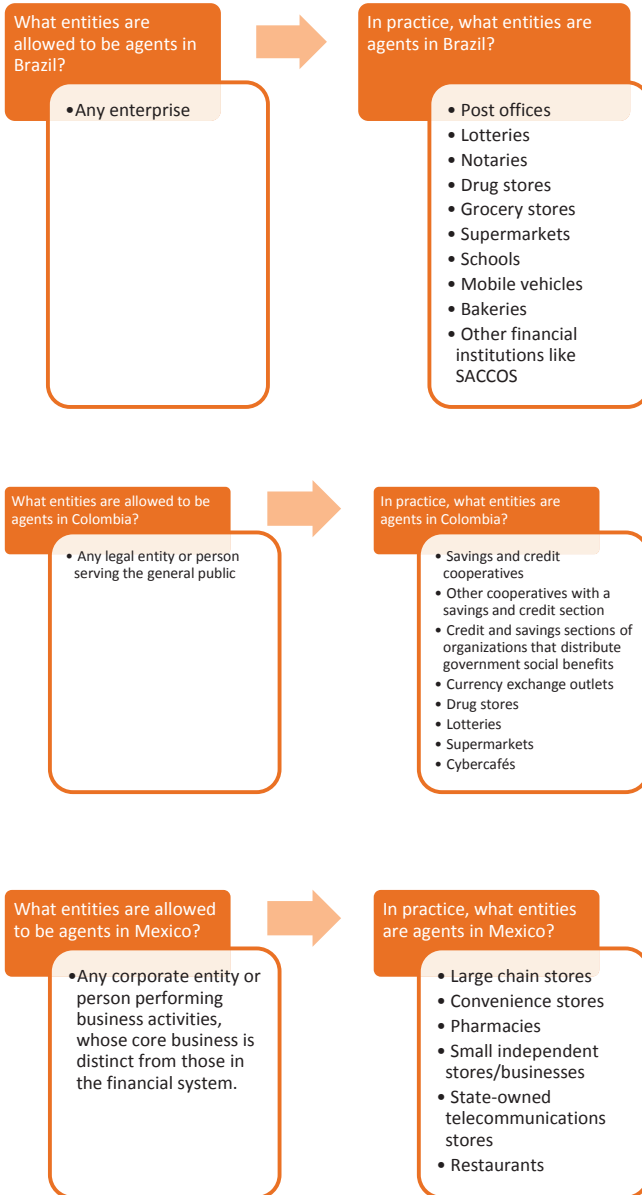 What entities are
allowed to be agents in
Brazil?
•Any enterprise
In practice, what entities are
agents in Brazil?
• Post offices
• Lotteries
• Notaries
• Drug stores
• Grocery stores
• Supermarkets
• Schools
• Mobile vehicles
• Bakeries
• Other financial
institutions like
SACCOS
What entities are allowed to be
agents in Colombia?
• Any legal entity or person
serving the general public
In practice, what entities are
agents in Colombia?
• Savings and credit
cooperatives
• Other cooperatives with a
savings and credit section
• Credit and savings sections of
organizations that distribute
government social benefits
• Currency exchange outlets
• Drug stores
• Lotteries
• Supermarkets
• Cybercafés
What entities are allowed
to be agents in Mexico?
•Any corporate entity or
person performing
business activities,
whose core business is
distinct from those in
the financial system.
In practice, what entities
are agents in Mexico?
• Large chain stores
• Convenience stores
• Pharmacies
• Small independent
stores/businesses
• State-owned
telecommunications
stores
• Restaurants